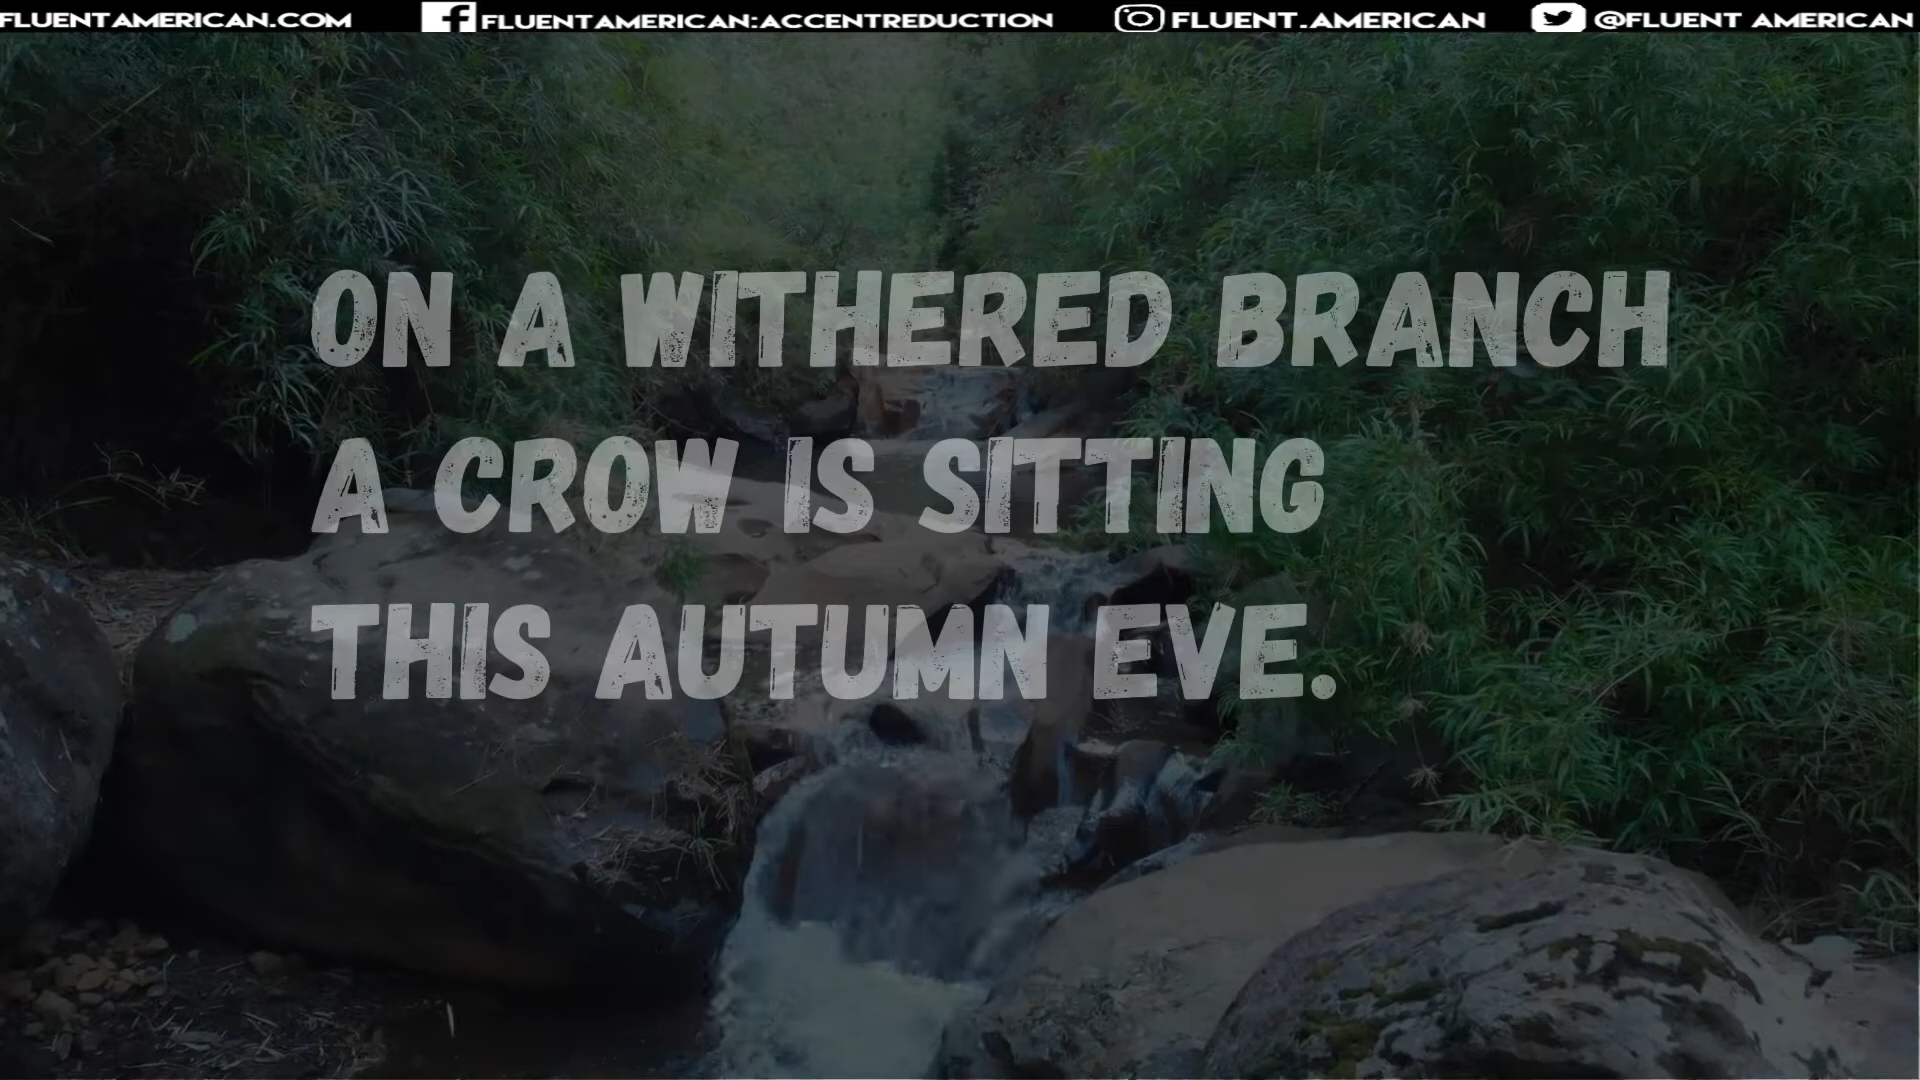 FLUENTAMERICAN.COM FLUENTAMERICAN:ACCENTREDUCTION FLUENT.AMERICAN @FLUENT AMERICAN
ON A WITHERED BRANCH
A CROW IS SITTING
THIS AUTUMN EVE.